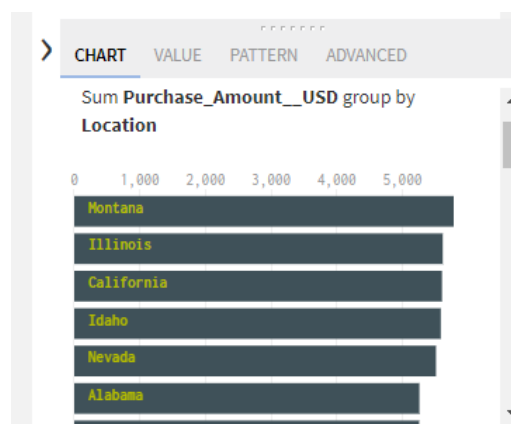 CHART VALUE PATTERN ADVANCED
Sum Purchase_Amount__USD group by
Location
0 1,000 2,000 3,000 4,000 5,000
Montana
Illinois
California
Idaho
Nevada
Alabama